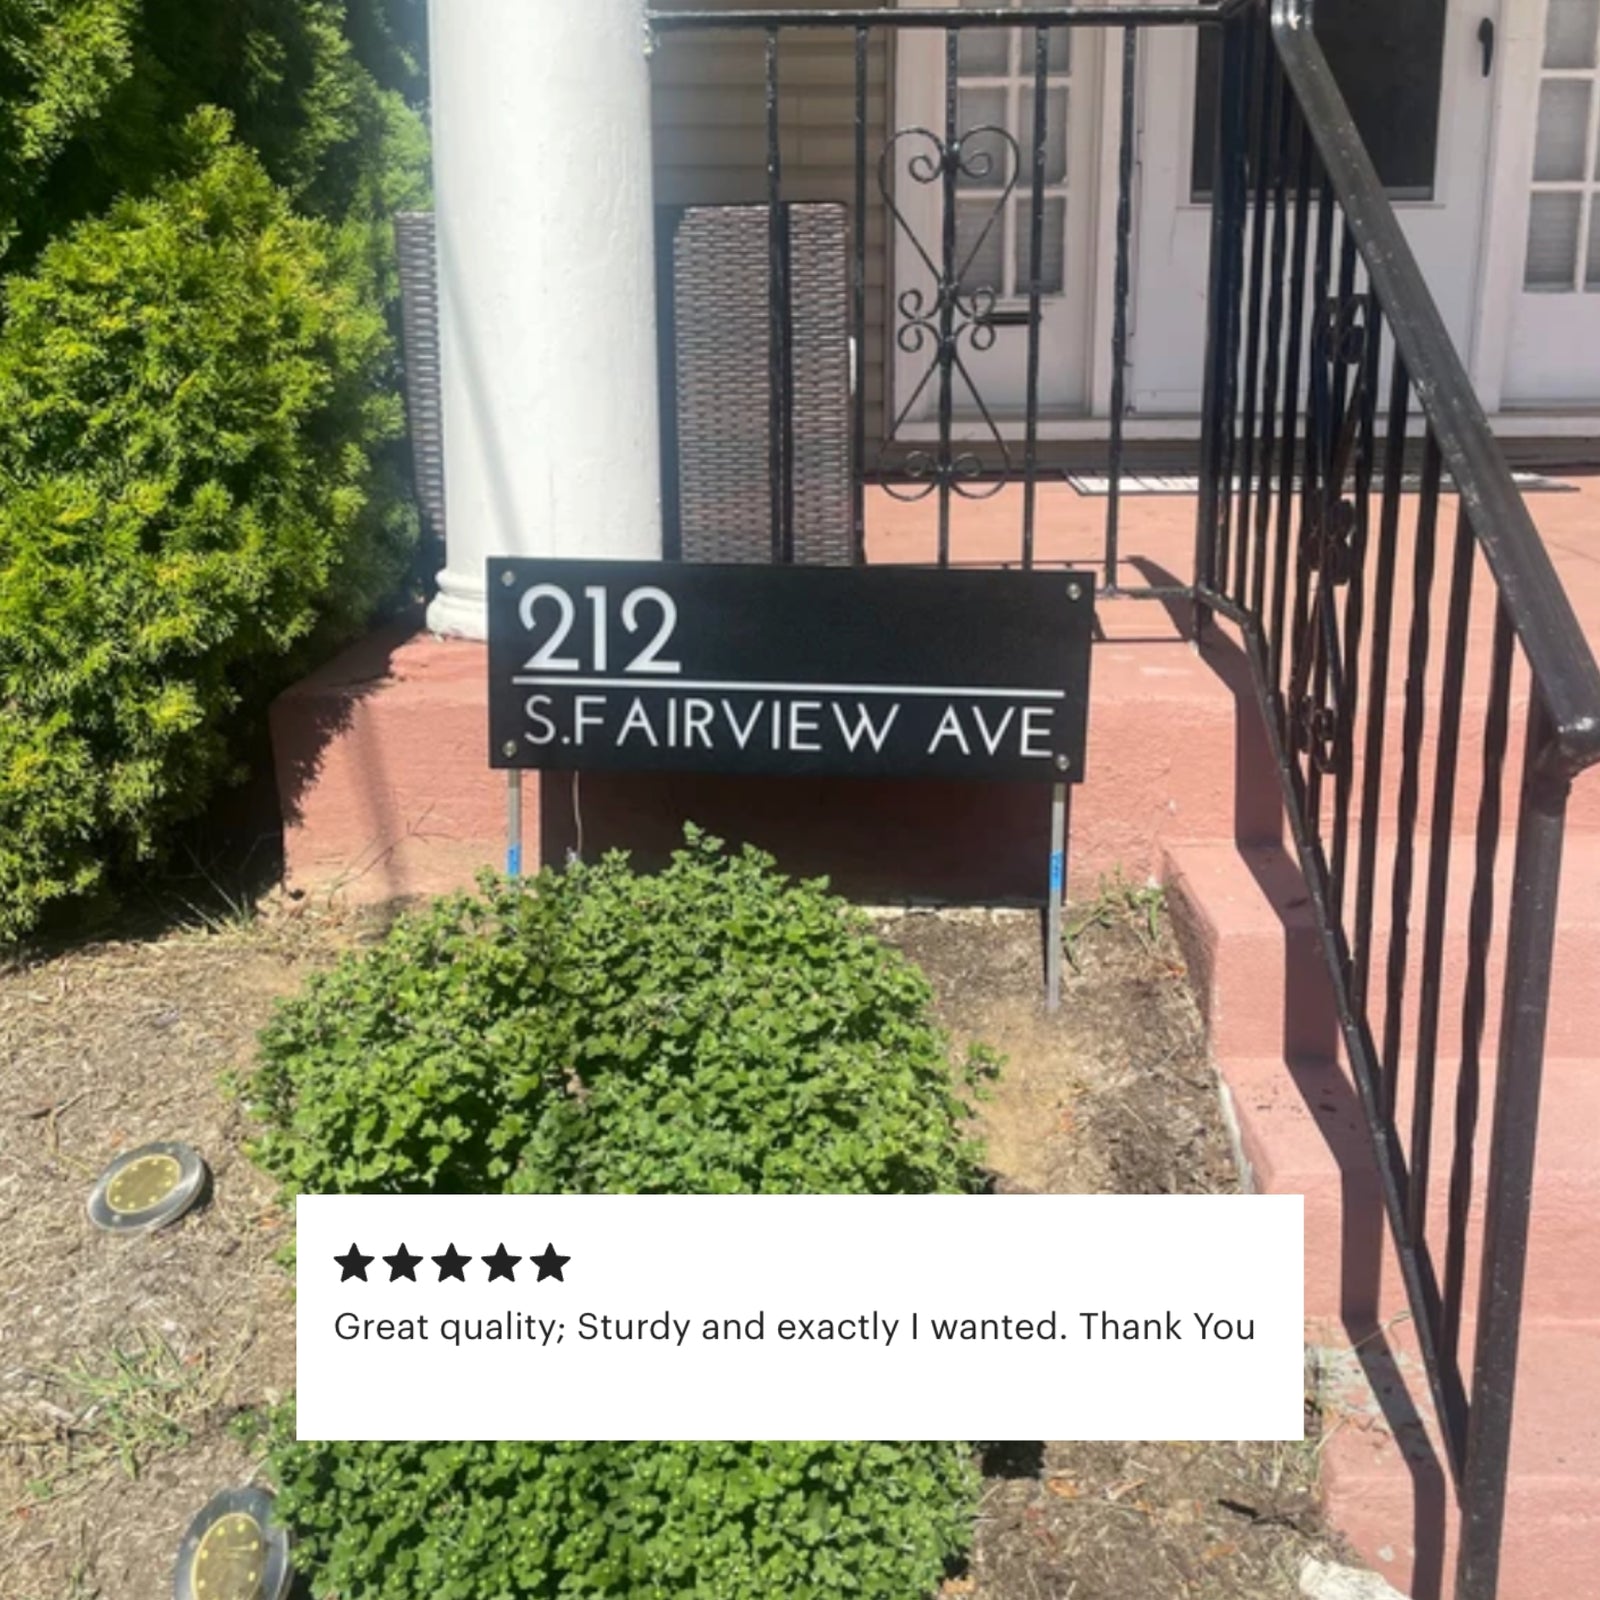 212
S.FAIRVIEW AVE
★★★★★
Great quality; Sturdy and exactly I wanted. Thank You